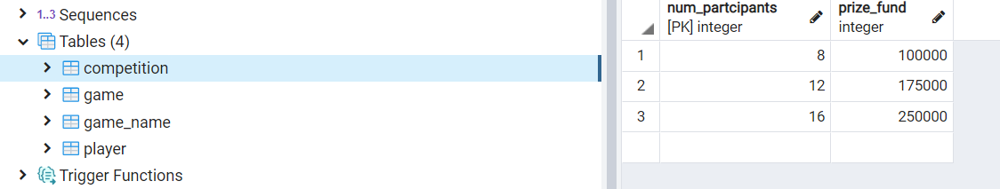 1..3 Sequences
Tables (4)
competition
game
game_name
player
Trigger Functions
num_partcipants prize_fund
[PK] integer integer
1 8 100000
2 12 175000
3 16 250000